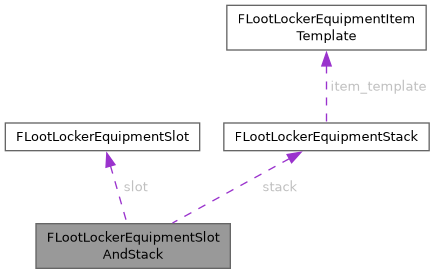 FLootLockerEquipmentItem
Template
item_template
FLootLockerEquipmentSlot
FLootLockerEquipmentStack
slot
stack
FLootLockerEquipmentSlot
AndStack